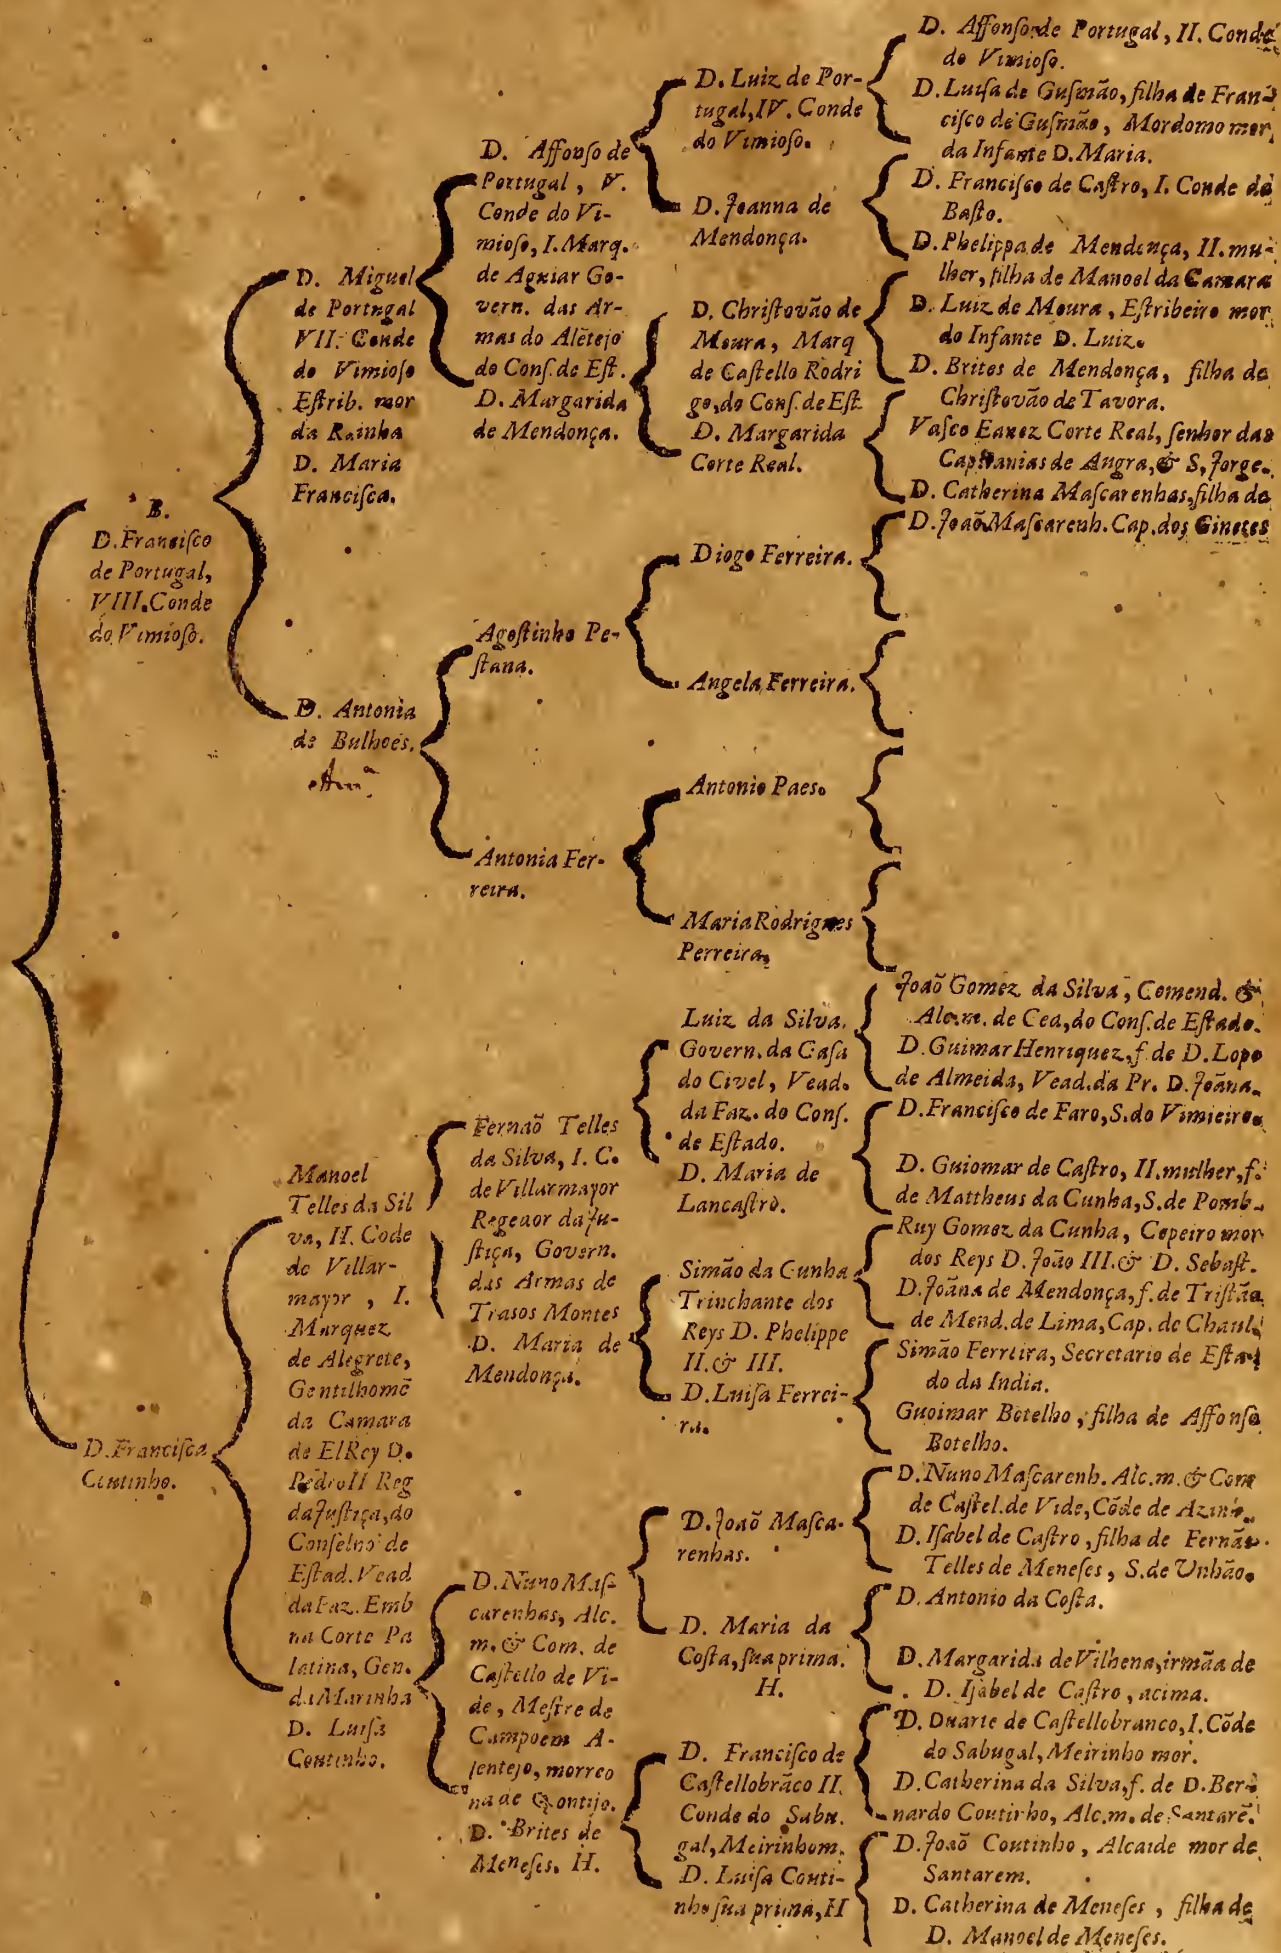 B.
D. Franciſco
de Portugal,
VIII. Conde
do Vimioſo.
D. Franciſca
Coutinho.
D. Miguel
de Portugal
VII. Conde
do Vimioſo
Eſtrib. mor
da Rainha
D. Maria
Franciſca.
D. Antonia
de Bulhoẽs.
Manoel
Telles da Sil
va, II. Cõde
de Villar-
mayor , I.
Marquez
de Alegrete,
Gentilhomẽ
da Camara
de ElRey D.
Pedro II Reg
da Juſtiça, do
Conſelho de
Eſtad. Vead
da Faz. Emb
na Corte Pa
latina, Gen.
da Marinha
D. Luiſa
Coutinho.
D. Affonſo de
Portugal , V.
Conde do Vi-
mioſo, I. Marq.
de Aguiar Go-
vern. das Ar-
mas do Alẽtejo
do Conſ. de Eſt.
D. Margarida
de Mendonça.
Agoſtinho Pe-
ſtana.
Antonia Fer-
reira.
Fernaõ Telles
da Silva, I. C.
de Villarmayor
Regedor da Ju-
ſtiça, Govern.
das Armas de
Trasos Montes
D. Maria de
Mendonça.
D. Nuno Maſ-
carenhas, Alc.
m. & Com. de
Caſtello de Vi-
de, Meſtre de
Campo em A-
lentejo, morreo
na de Montijo.
D. Brites de
Meneſes. H.
D. Luiz de Por-
tugal, IV. Conde
do Vimioſo.
D. Joanna de
Mendonça.
D. Chriſtovão de
Moura, Marq
de Caſtello Rodri
go, do Conſ. de Eſt.
D. Margarida
Corte Real.
Diogo Ferreira.
Angela Ferreira.
Antonio Paes.
Maria Rodrigues
Perreira,
Luiz da Silva.
Govern. da Caſa
do Civel, Vead.
da Faz. do Conſ.
de Eſtado.
D. Maria de
Lancaſtro.
Simão da Cunha
Trinchante dos
Reys D. Phelippe
II. & III.
D. Luiſa Ferrei-
ra.
D. Joaõ Maſca-
renhas.
D. Maria da
Coſta, ſua prima.
H.
D. Franciſco de
Caſtellobrãco II.
Conde do Sabu-
gal, Meirinhom.
D. Luiſa Couti-
nho ſua prima, H
D. Affonſo de Portugal, II. Conde
do Vimioſo.
D. Luiſa de Guſmão, filha de Fran-
ciſco de Guſmão , Mordomo mor
da Infante D. Maria.
D. Franciſco de Caſtro, I. Conde de
Baſto.
D. Phelippa de Mendonça, II. mu-
lher, filha de Manoel da Camara
D. Luiz de Moura , Eſtribeiro mor
do Infante D. Luiz.
D. Brites de Mendonça, filha de
Chriſtovão de Tavora.
Vaſco Eanez Corte Real, ſenhor das
Capitanias de Angra, & S. Jorge.
D. Catherina Maſcarenhas, filha de
D. Joaõ Maſcarenh. Cap. dos Ginetes
Joaõ Gomez da Silva , Comend. &
Alc. m. de Cea, do Conſ. de Eſtado.
D. Guimar Henriquez, f. de D. Lopo
de Almeida, Vead. da Pr. D. Joãna.
D. Franciſco de Faro, S. do Vimieiro.
D. Guiomar de Caſtro, II. mulher, f.
de Mattheus da Cunha, S. de Pomb.
Ruy Gomez da Cunha, Copeiro mor
dos Reys D. Joâo III. & D. Sebaſt.
D. Joãna de Mendonça, f. de Triſtão
de Mend. de Lima, Cap. de Chaul.
Simão Ferreira, Secretario de Eſta-
do da India.
Guoimar Botelho , filha de Affonſo
Botelho.
D. Nuno Maſcarenh. Alc. m. & Com
de Caſtel. de Vide, Cõde de Azinh.
D. Iſabel de Caſtro , filha de Fernão
Telles de Meneſes , S. de Unhão.
D. Antonio da Coſta.
D. Margarida de Vilhena, irmãa de
D. Iſabel de Caſtro , acima.
D. Duarte de Caſtellobranco, I. Cõde
do Sabugal, Meirinho mor.
D. Catherina da Silva, f. de D. Ber-
nardo Coutinho, Alc. m. de Santarẽ.
D. Joaõ Coutinho , Alcaide mor de
Santarem.
D. Catherina de Meneſes , filha de
D. Manoel de Meneſes.